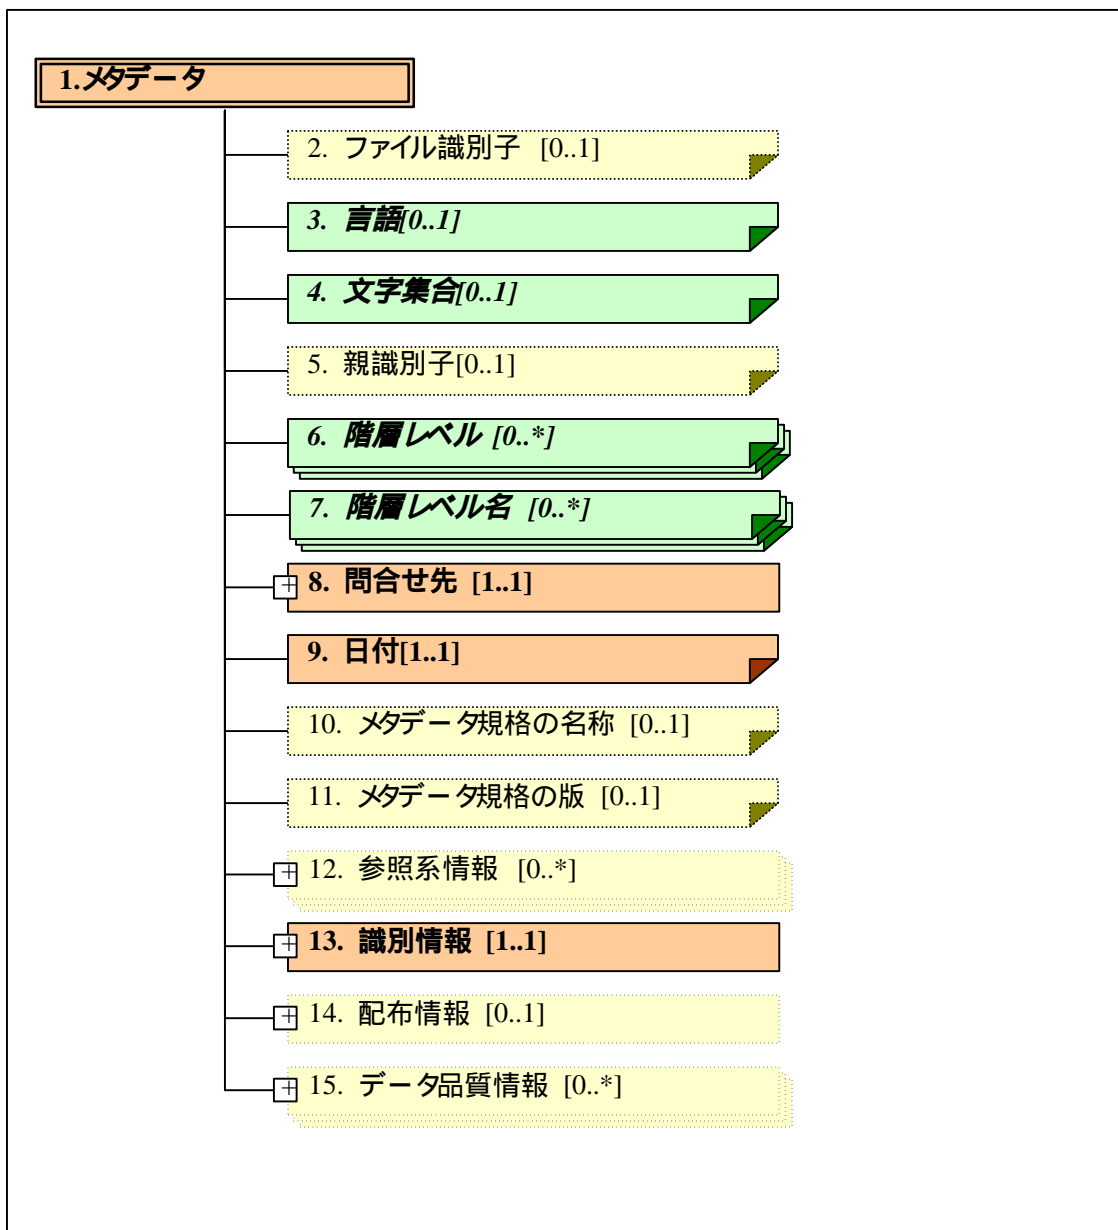 1.メタデータ
2. ファイル識別子 [0..1]
3. 言語[0..1]
4. 文字集合[0..1]
5. 親識別子[0..1]
6. 階層レベル [0..*]
7. 階層レベル名 [0..*]
8. 問合せ先 [1..1]
9. 日付[1..1]
10. メタデータ規格の名称 [0..1]
11. メタデータ規格の版 [0..1]
12. 参照系情報 [0..*]
13. 識別情報 [1..1]
14. 配布情報 [0..1]
15. データ品質情報 [0..*]